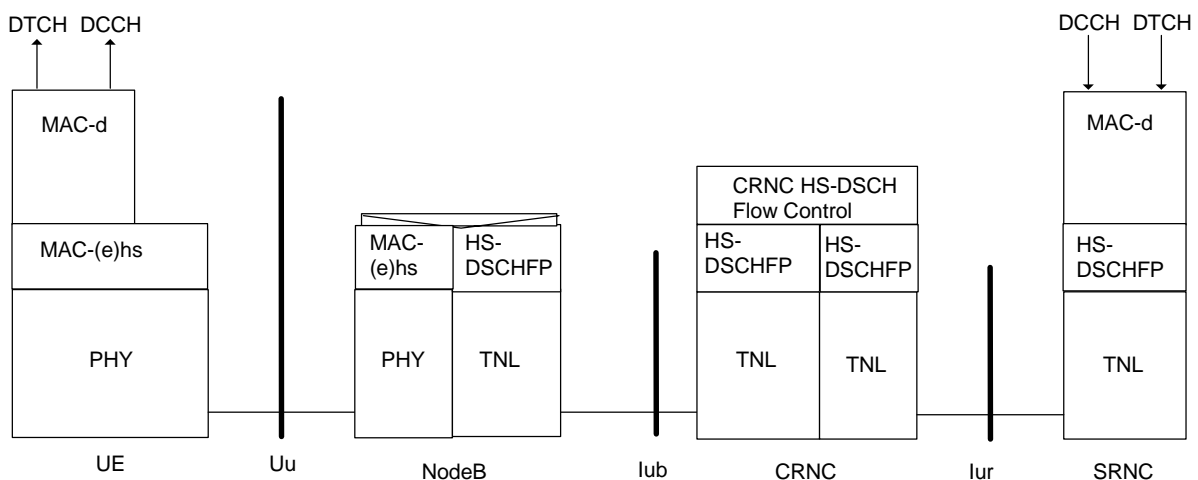 DTCH DCCH
DCCH DTCH
MAC-d
MAC-d
CRNC HS-DSCH
Flow Control
MAC-(e)hs
MAC-
(e)hs
HS-
DSCHFP
HS-
DSCHFP
HS-
DSCHFP
HS-
DSCHFP
PHY
PHY
TNL
TNL
TNL
TNL
UE
Uu
NodeB
Iub
CRNC
Iur
SRNC